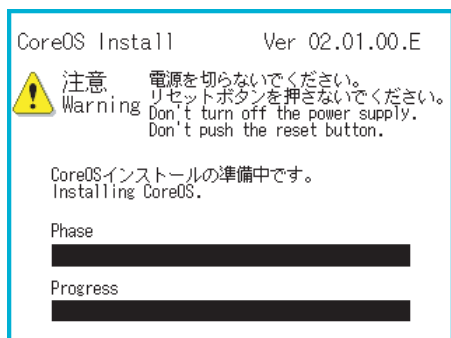 CoreOS Install Ver 02.01.00.E
注意 電源を切らないでください。
Warning リセットボタンを押さないでください。
Don't turn off the power supply.
Don't push the reset button.
CoreOSインストールの準備中です。
Installing CoreOS.
Phase
Progress